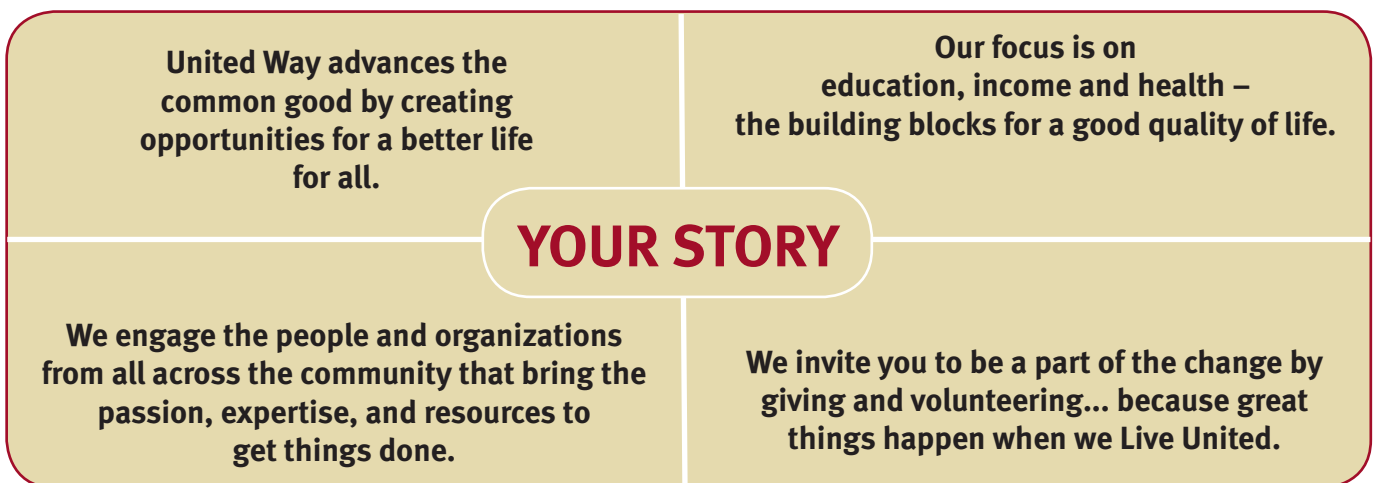 United Way advances the
common good by creating
opportunities for a better life
for all.
Our focus is on
education, income and health –
the building blocks for a good quality of life.
YOUR STORY
We engage the people and organizations
from all across the community that bring the
passion, expertise, and resources to
get things done.
We invite you to be a part of the change by
giving and volunteering... because great
things happen when we Live United.